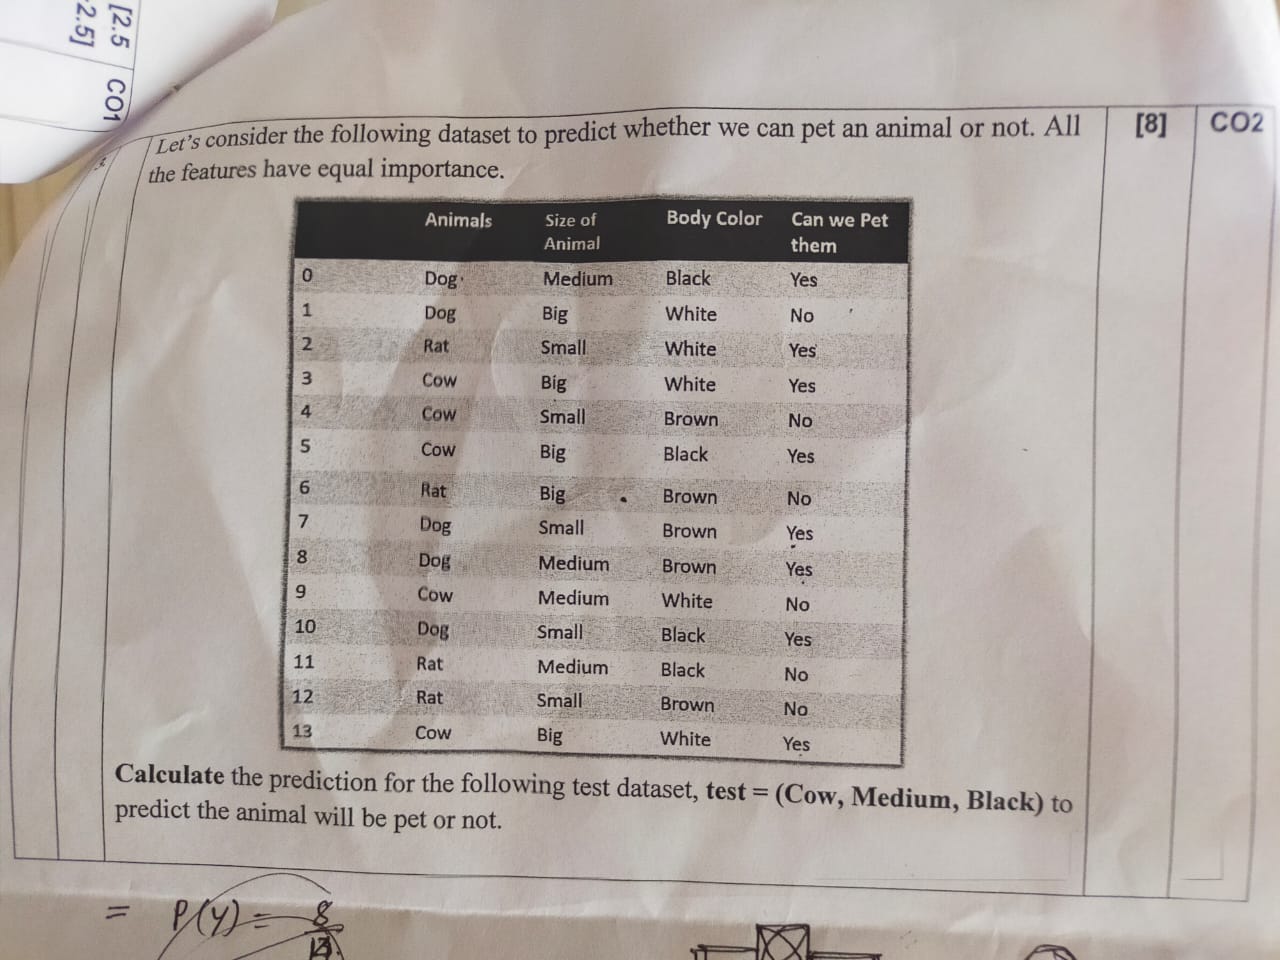 [2.5
2.5]
CO1
3.
Let's consider the following dataset to predict whether we can pet an animal or not. All
the features have equal importance.
[8]
CO2
Animals Size of Animal Body Color Can we Pet them
0 Dog Medium Black Yes
1 Dog Big White No
2 Rat Small White Yes
3 Cow Big White Yes
4 Cow Small Brown No
5 Cow Big Black Yes
6 Rat Big Brown No
7 Dog Small Brown Yes
8 Dog Medium Brown Yes
9 Cow Medium White No
10 Dog Small Black Yes
11 Rat Medium Black No
12 Rat Small Brown No
13 Cow Big White Yes
Calculate the prediction for the following test dataset, test = (Cow, Medium, Black) to
predict the animal will be pet or not.
= P(Y) = 8